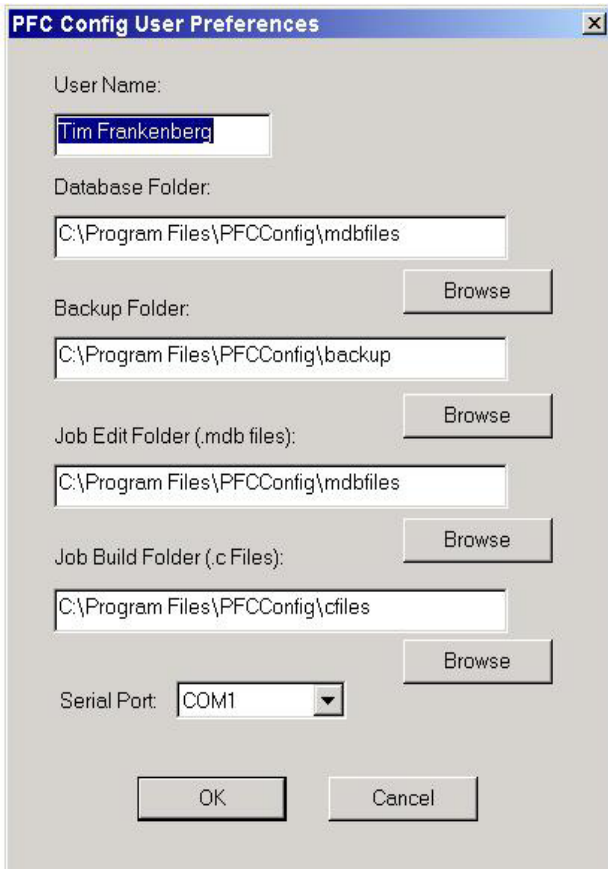 PFC Config User Preferences
User Name:
Tim Frankenberg
Database Folder:
C:\Program Files\PFCConfig\mdbfiles
Browse
Backup Folder:
C:\Program Files\PFCConfig\backup
Browse
Job Edit Folder (.mdb files):
C:\Program Files\PFCConfig\mdbfiles
Browse
Job Build Folder (.c Files):
C:\Program Files\PFCConfig\cfiles
Browse
Serial Port: COM1
OK Cancel